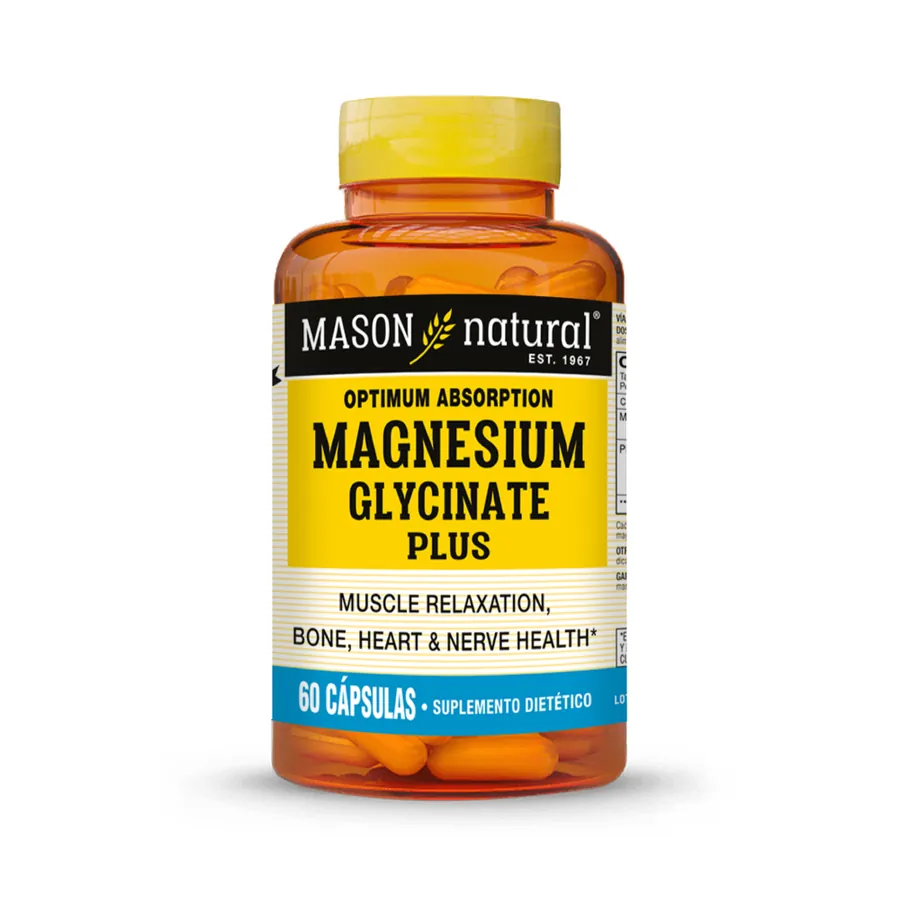 MASON natural®
EST. 1967
OPTIMUM ABSORPTION
MAGNESIUM
GLYCINATE
PLUS
MUSCLE RELAXATION,
BONE, HEART & NERVE HEALTH*
60 CÁPSULAS • SUPLEMENTO DIETÉTICO